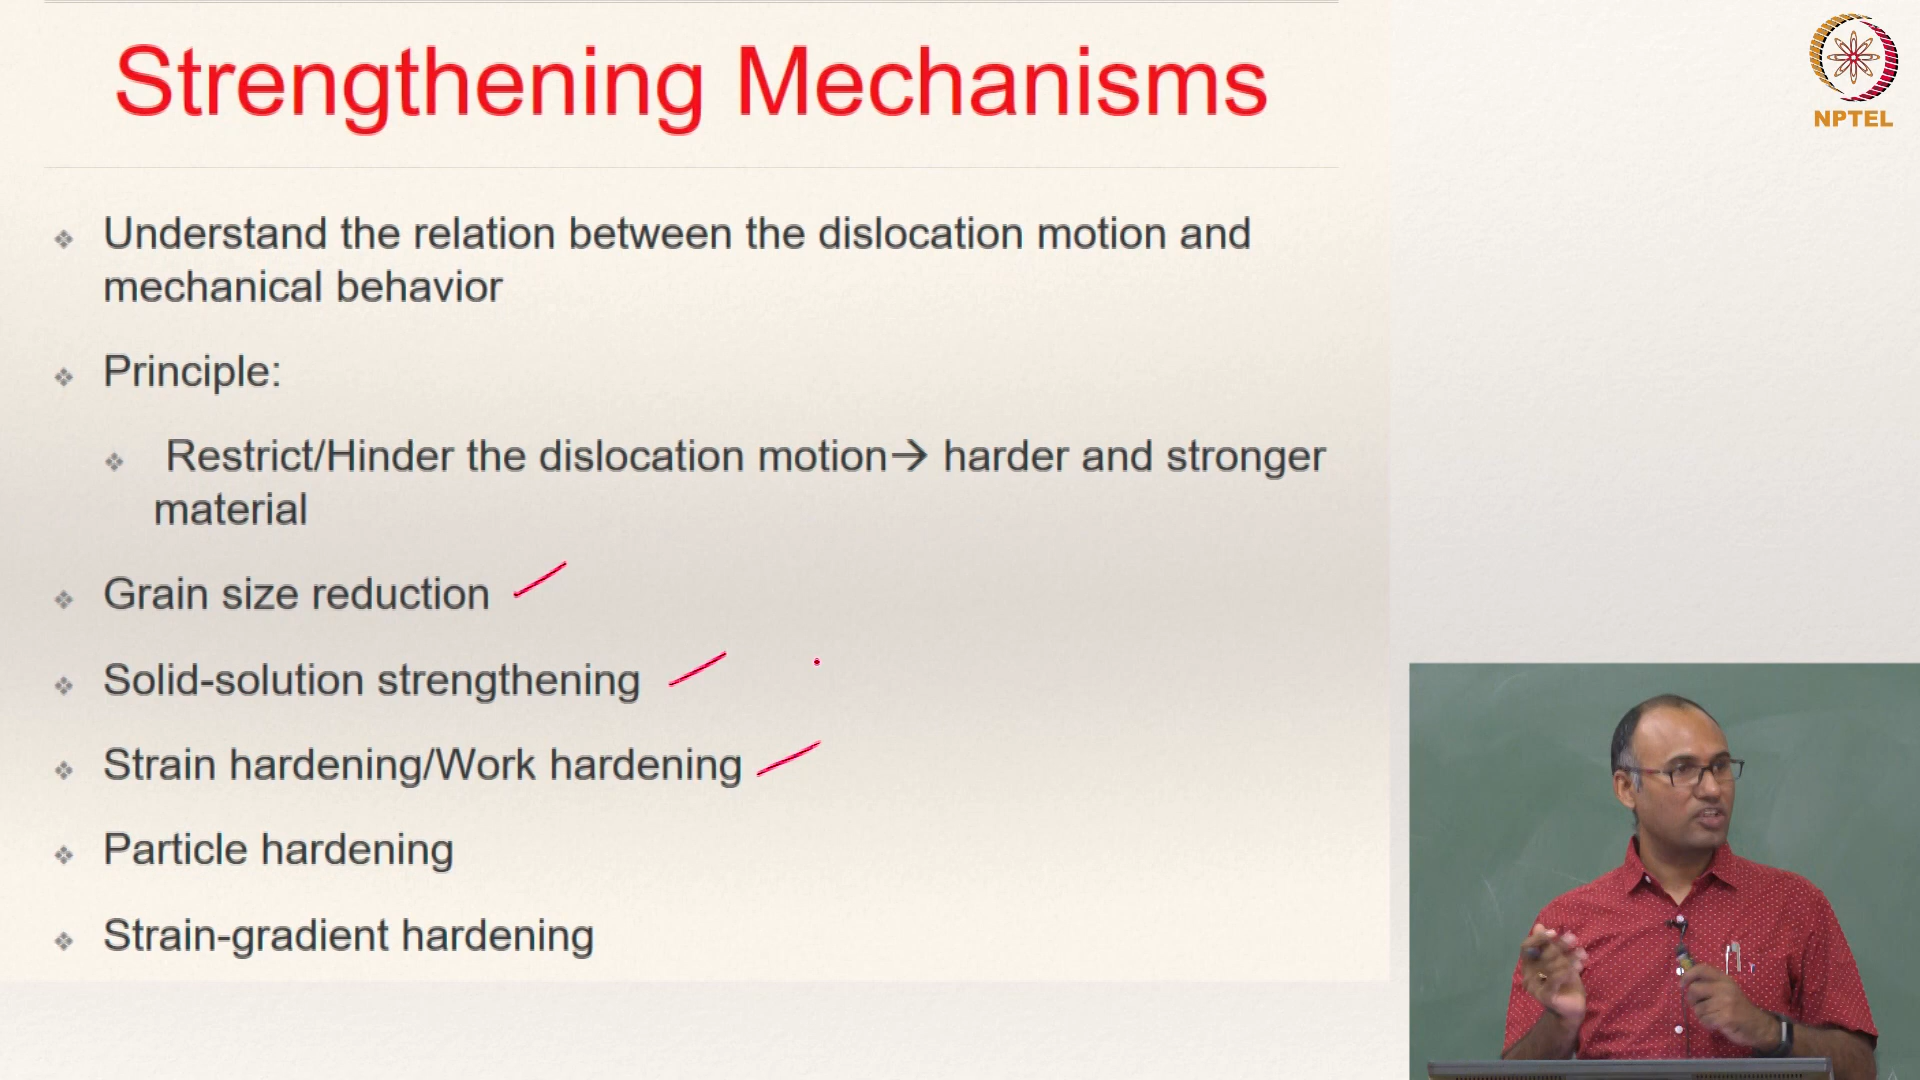 Strengthening Mechanisms
NPTEL
❖ Understand the relation between the dislocation motion and
mechanical behavior
❖ Principle:
❖ Restrict/Hinder the dislocation motion→ harder and stronger
material
❖ Grain size reduction
❖ Solid-solution strengthening
❖ Strain hardening/Work hardening
❖ Particle hardening
❖ Strain-gradient hardening